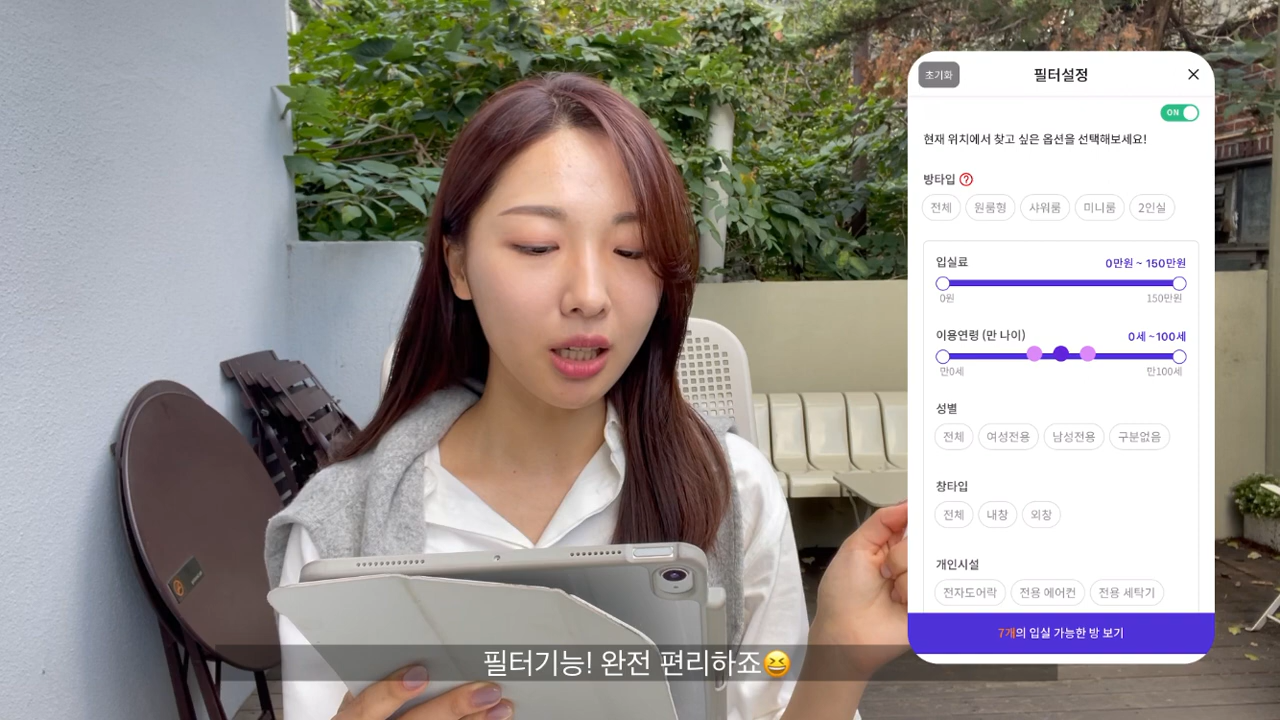 초기화
필터설정
ON
현재 위치에서 찾고 싶은 옵션을 선택해보세요!
방타입 ?
전체 원룸형 샤워룸 미니룸 2인실
입실료 0만원 ~ 150만원
0원 150만원
이용연령 (만 나이) 0세 ~100세
만0세 만100세
성별
전체 여성전용 남성전용 구분없음
창타입
전체 내창 외창
개인시설
전자도어락 전용 에어컨 전용 세탁기
7개의 입실 가능한 방 보기
필터기능! 완전 편리하죠😆